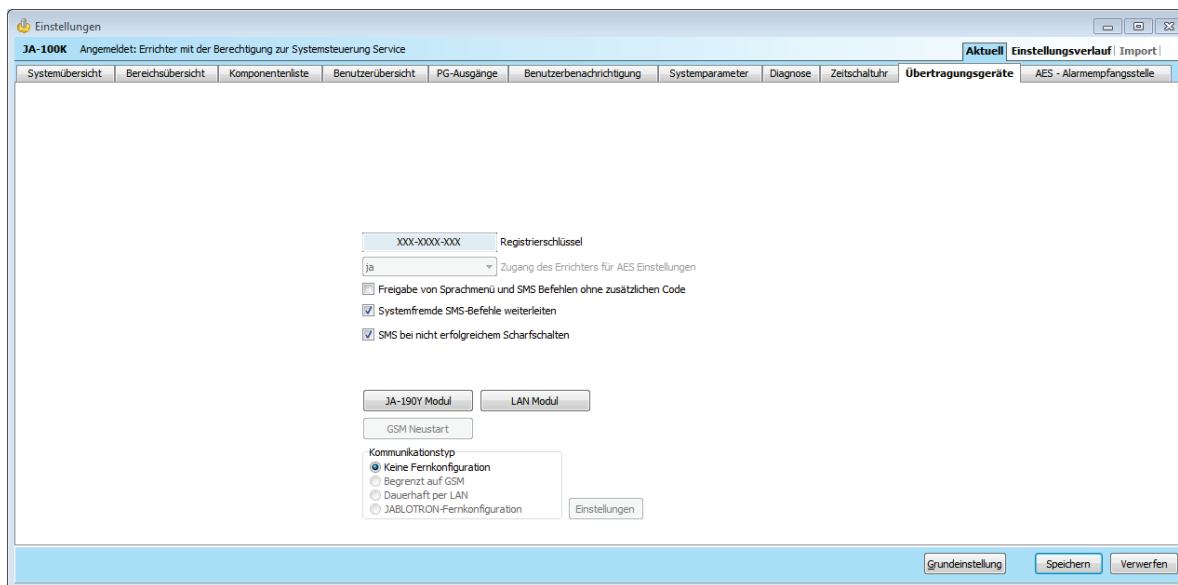 Einstellungen
JA-100K Angemeldet: Errichter mit der Berechtigung zur Systemsteuerung Service
Aktuell Einstellungsverlauf | Import |
Systemübersicht Bereichsübersicht Komponentenliste Benutzerübersicht PG-Ausgänge Benutzerbenachrichtigung Systemparameter Diagnose Zeitschaltuhr Übertragungsgeräte AES - Alarmempfangsstelle
XXX-XXXX-XXX Registrierschlüssel
ja Zugang des Errichters für AES Einstellungen
Freigabe von Sprachmenü und SMS Befehlen ohne zusätzlichen Code
Systemfremde SMS-Befehle weiterleiten
SMS bei nicht erfolgreichem Scharfschalten
JA-190Y Modul LAN Modul
GSM Neustart
Kommunikationstyp
Keine Fernkonfiguration
Begrenzt auf GSM
Dauerhaft per LAN
JABLOTRON-Fernkonfiguration Einstellungen
Grundeinstellung Speichern Verwerfen